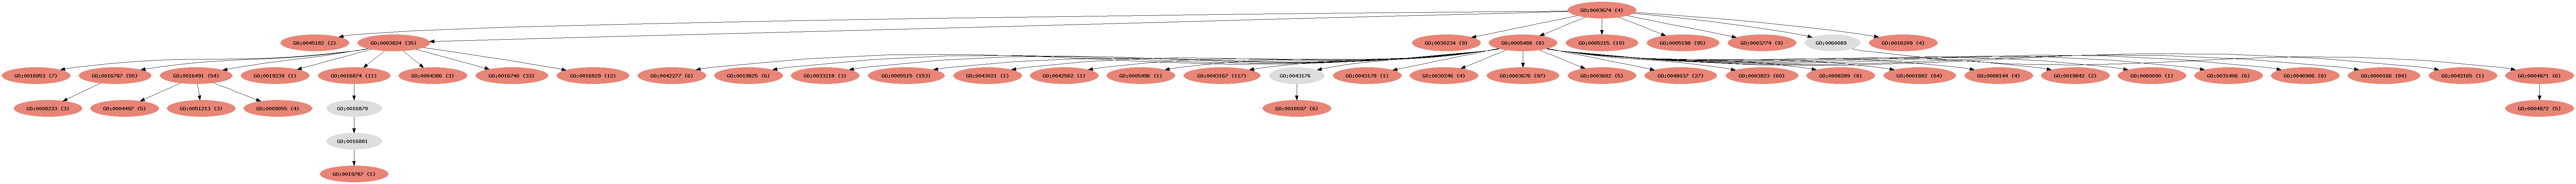 GO:0003674 (4)
GO:0045182 (2)
GO:0003824 (35)
GO:0030234 (9)
GO:0005488 (8)
GO:0005215 (19)
GO:0005198 (95)
GO:0003774 (9)
GO:0060089
GO:0016209 (4)
GO:0016853 (7)
GO:0016787 (55)
GO:0016491 (54)
GO:0019239 (1)
GO:0016874 (11)
GO:0004386 (3)
GO:0016740 (33)
GO:0016829 (12)
GO:0042277 (6)
GO:0019825 (6)
GO:0033218 (3)
GO:0005515 (153)
GO:0043021 (1)
GO:0042562 (1)
GO:0005496 (1)
GO:0043167 (117)
GO:0043176
GO:0043178 (1)
GO:0030246 (4)
GO:0003676 (97)
GO:0003682 (5)
GO:0048037 (27)
GO:0003823 (60)
GO:0008289 (8)
GO:0001882 (64)
GO:0008144 (4)
GO:0019842 (2)
GO:0060090 (1)
GO:0031406 (6)
GO:0046906 (8)
GO:0000166 (84)
GO:0042165 (1)
GO:0004871 (6)
GO:0008233 (3)
GO:0004497 (5)
GO:0051213 (3)
GO:0009055 (4)
GO:0016879
GO:0016597 (6)
GO:0004872 (5)
GO:0016881
GO:0019787 (1)